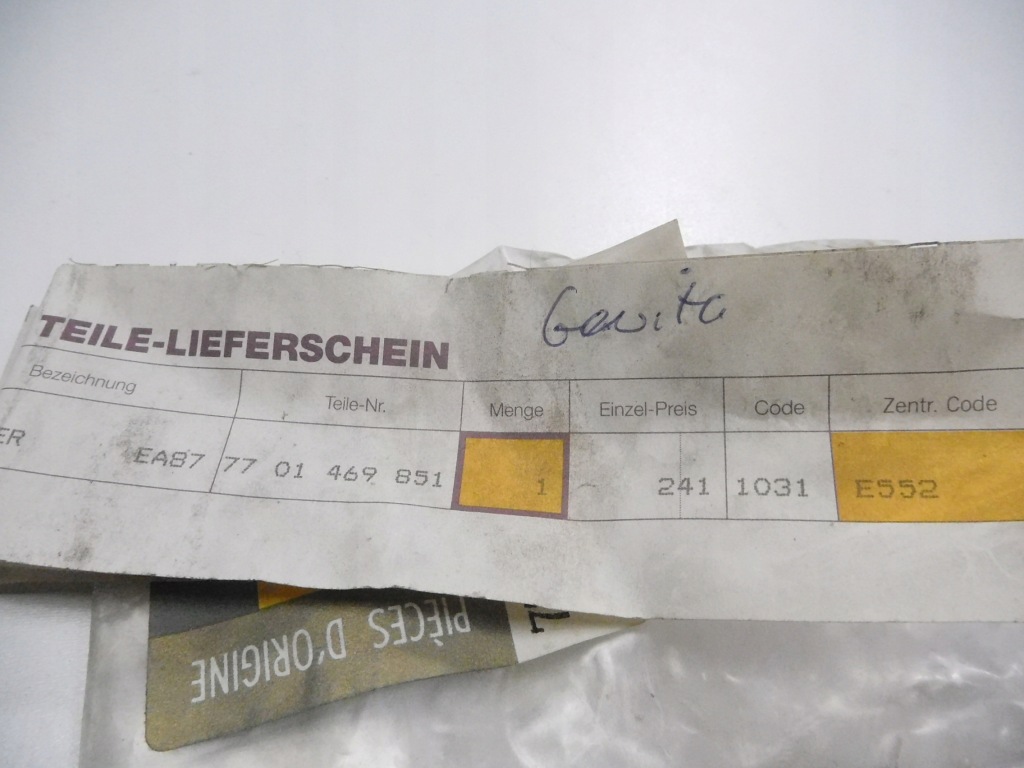 TEILE-LIEFERSCHEIN
Bezeichnung Teile-Nr. Menge Einzel-Preis Code Zentr. Code
ER EA87 77 01 469 851 1 241 1031 E552
PIÈCES D'ORIGINE